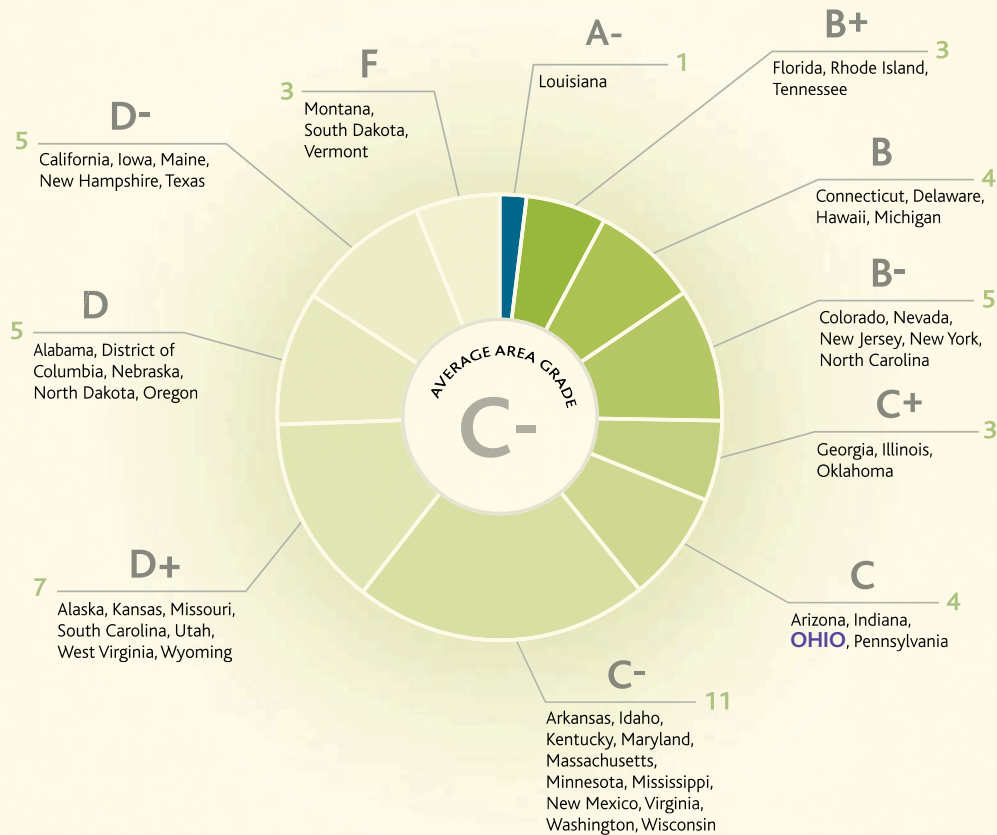 A-
1
Louisiana
B+
3
Florida, Rhode Island,
Tennessee
B
4
Connecticut, Delaware,
Hawaii, Michigan
B-
5
Colorado, Nevada,
New Jersey, New York,
North Carolina
C+
3
Georgia, Illinois,
Oklahoma
C
4
Arizona, Indiana,
OHIO, Pennsylvania
C-
11
Arkansas, Idaho,
Kentucky, Maryland,
Massachusetts,
Minnesota, Mississippi,
New Mexico, Virginia,
Washington, Wisconsin
D+
7
Alaska, Kansas, Missouri,
South Carolina, Utah,
West Virginia, Wyoming
D
5
Alabama, District of
Columbia, Nebraska,
North Dakota, Oregon
D-
5
California, Iowa, Maine,
New Hampshire, Texas
F
3
Montana,
South Dakota,
Vermont
AVERAGE AREA GRADE
C-